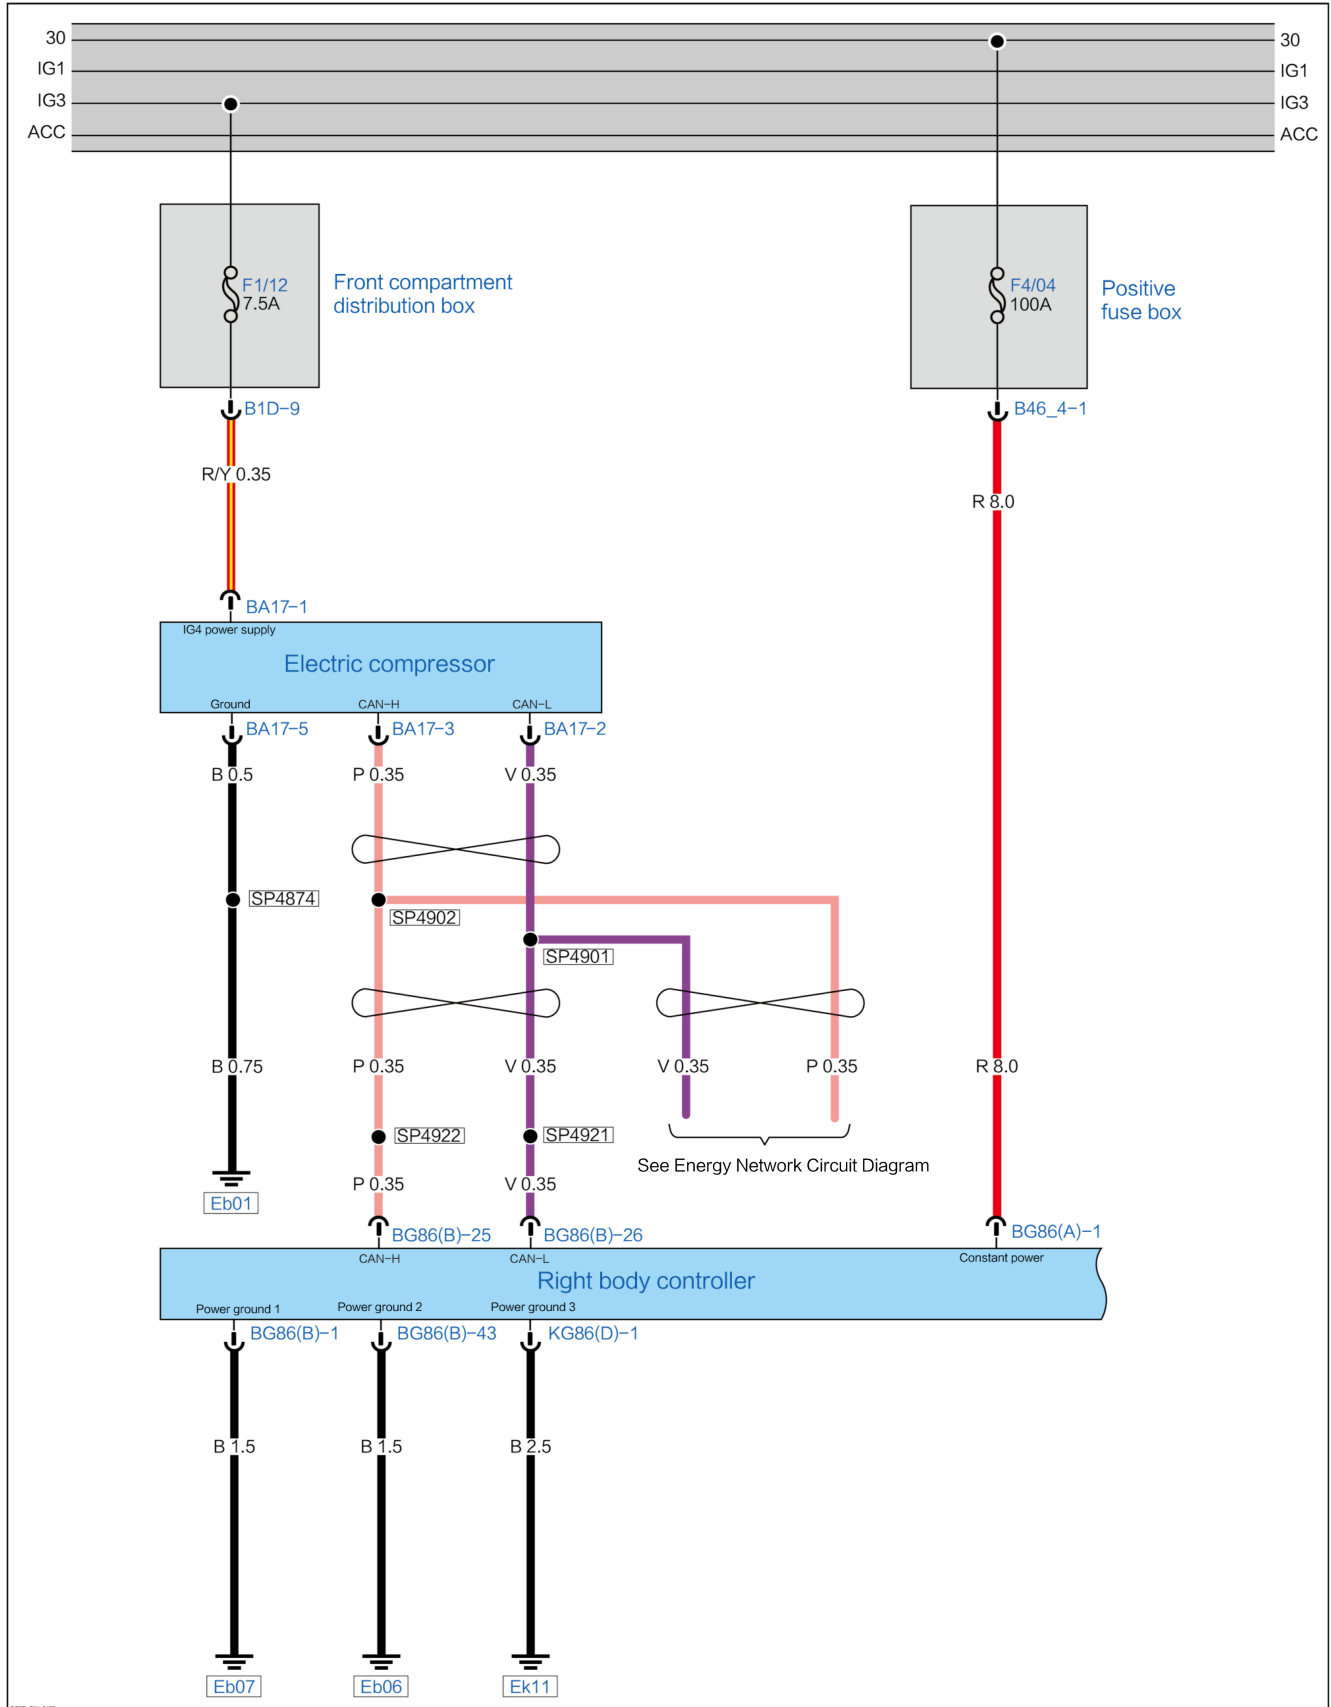 30
30
IG1
IG1
IG3
IG3
ACC
ACC
F1/12
7.5A
Front compartment
distribution box
F4/04
100A
Positive
fuse box
B1D-9
B46_4-1
R/Y 0.35
R 8.0
BA17-1
IG4 power supply
Electric compressor
Ground
CAN-H
CAN-L
BA17-5
BA17-3
BA17-2
B 0.5
P 0.35
V 0.35
SP4874
SP4902
SP4901
B 0.75
P 0.35
V 0.35
V 0.35
P 0.35
R 8.0
SP4922
SP4921
See Energy Network Circuit Diagram
P 0.35
V 0.35
Eb01
BG86(B)-25
BG86(B)-26
BG86(A)-1
CAN-H
CAN-L
Constant power
Right body controller
Power ground 1
Power ground 2
Power ground 3
BG86(B)-1
BG86(B)-43
KG86(D)-1
B 1.5
B 1.5
B 2.5
Eb07
Eb06
Ek11